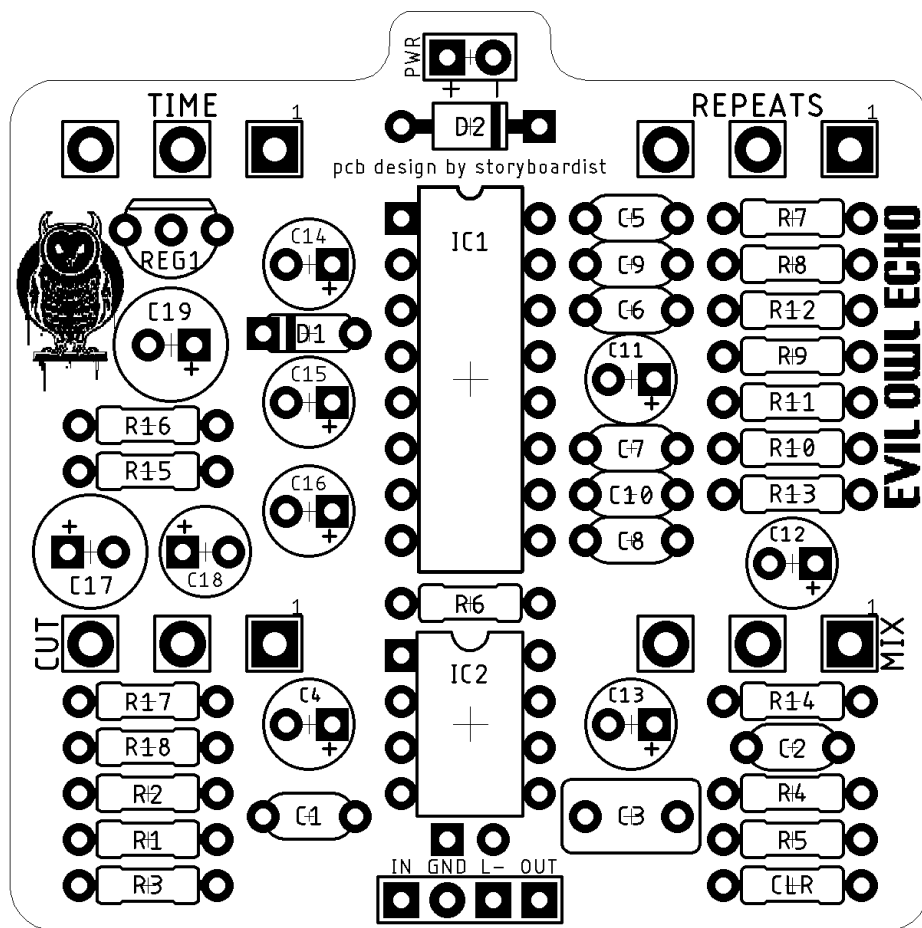 PWR
+ −
TIME
1
D2
REPEATS
1
pcb design by storyboardist
REG1
C14
+
IC1
C5
R7
C9
R8
C19
+
D1
C6
R12
C15
+
C11
+
R9
R11
R16
C7
R10
R15
C16
+
C10
R13
EVIL OWL ECHO
+
C17
+
C18
C8
C12
+
R6
CUT
1
1
MIX
IC2
R17
C4
+
C13
+
R14
R18
C2
R2
R4
C1
C3
R1
R5
R3
IN GND L- OUT
CLR